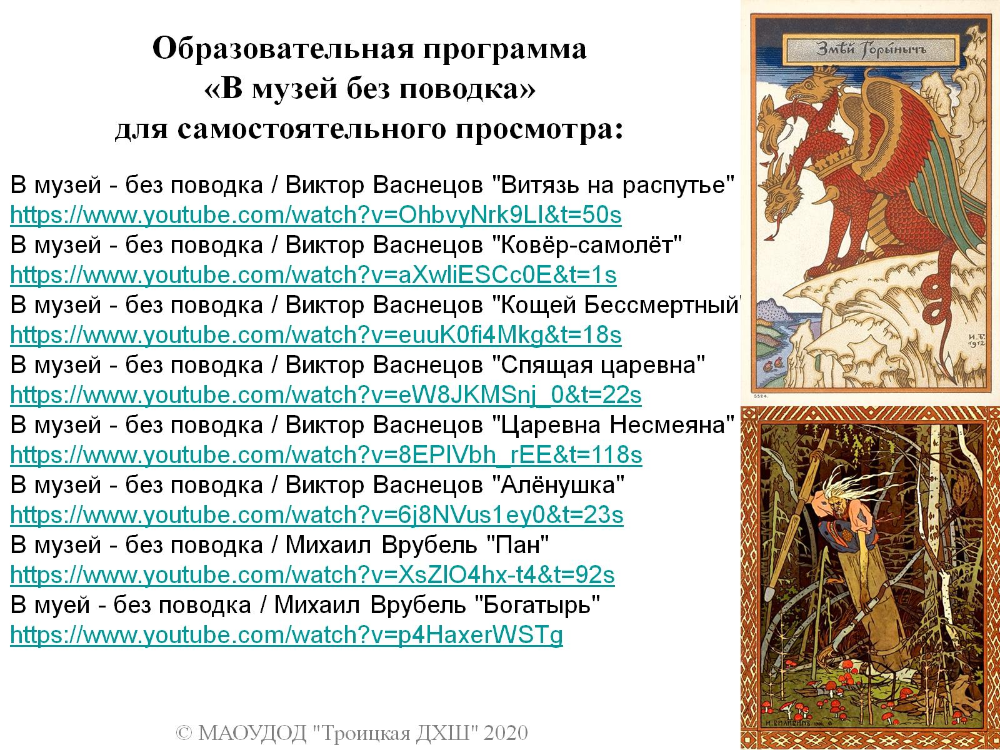 Образовательная программа
«В музей без поводка»
для самостоятельного просмотра:
В музей - без поводка / Виктор Васнецов "Витязь на распутье"
https://www.youtube.com/watch?v=OhbvyNrk9LI&t=50s
В музей - без поводка / Виктор Васнецов "Ковёр-самолёт"
https://www.youtube.com/watch?v=aXwliESCc0E&t=1s
В музей - без поводка / Виктор Васнецов "Кощей Бессмертный"
https://www.youtube.com/watch?v=euuK0fi4Mkg&t=18s
В музей - без поводка / Виктор Васнецов "Спящая царевна"
https://www.youtube.com/watch?v=eW8JKMSnj_0&t=22s
В музей - без поводка / Виктор Васнецов "Царевна Несмеяна"
https://www.youtube.com/watch?v=8EPIVbh_rEE&t=118s
В музей - без поводка / Виктор Васнецов "Алёнушка"
https://www.youtube.com/watch?v=6j8NVus1ey0&t=23s
В музей - без поводка / Михаил Врубель "Пан"
https://www.youtube.com/watch?v=XsZlO4hx-t4&t=92s
В муей - без поводка / Михаил Врубель "Богатырь"
https://www.youtube.com/watch?v=p4HaxerWSTg
© МАОУДОД "Троицкая ДХШ" 2020
Змѣй Горынычъ
И.Б.
1912
5524.
И. БИЛИБИНЪ 1900